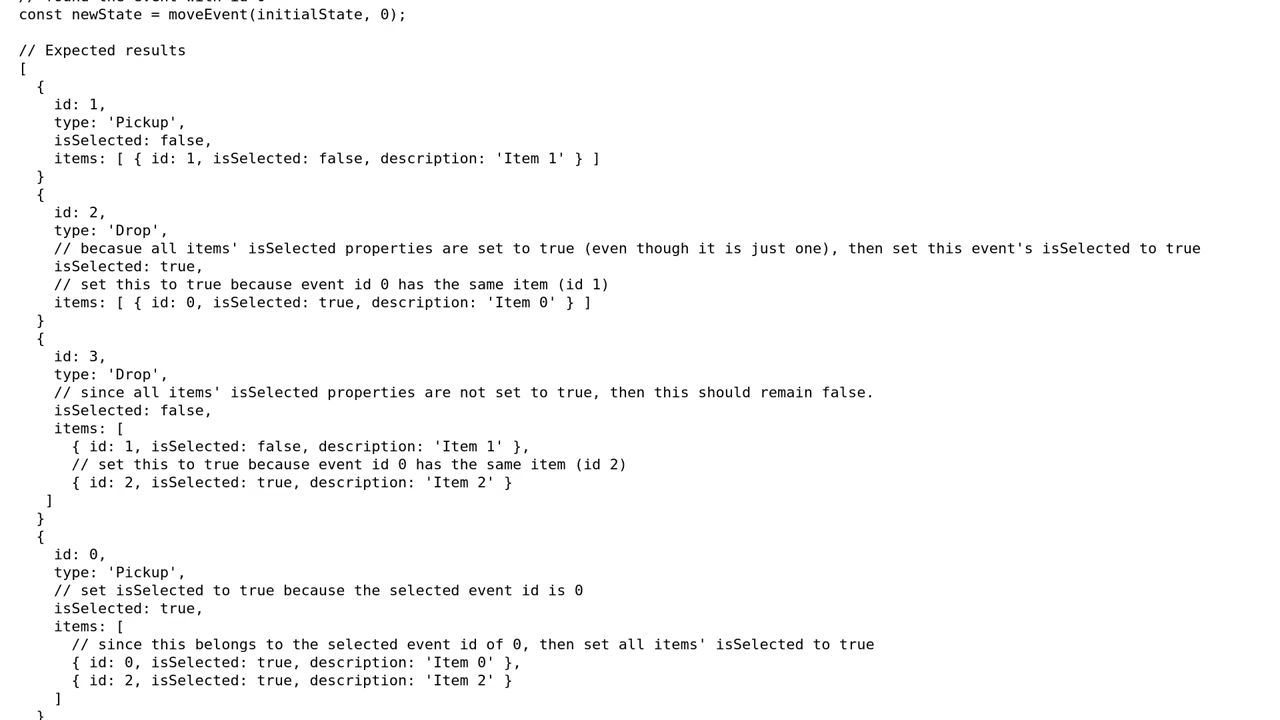 const newState = moveEvent(initialState, 0);
// Expected results
[
{
id: 1,
type: 'Pickup',
isSelected: false,
items: [ { id: 1, isSelected: false, description: 'Item 1' } ]
}
{
id: 2,
type: 'Drop',
// becasue all items' isSelected properties are set to true (even though it is just one), then set this event's isSelected to true
isSelected: true,
// set this to true because event id 0 has the same item (id 1)
items: [ { id: 0, isSelected: true, description: 'Item 0' } ]
}
{
id: 3,
type: 'Drop',
// since all items' isSelected properties are not set to true, then this should remain false.
isSelected: false,
items: [
{ id: 1, isSelected: false, description: 'Item 1' },
// set this to true because event id 0 has the same item (id 2)
{ id: 2, isSelected: true, description: 'Item 2' }
]
}
{
id: 0,
type: 'Pickup',
// set isSelected to true because the selected event id is 0
isSelected: true,
items: [
// since this belongs to the selected event id of 0, then set all items' isSelected to true
{ id: 0, isSelected: true, description: 'Item 0' },
{ id: 2, isSelected: true, description: 'Item 2' }
]
}